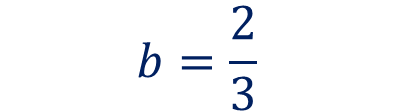 b = 2/3